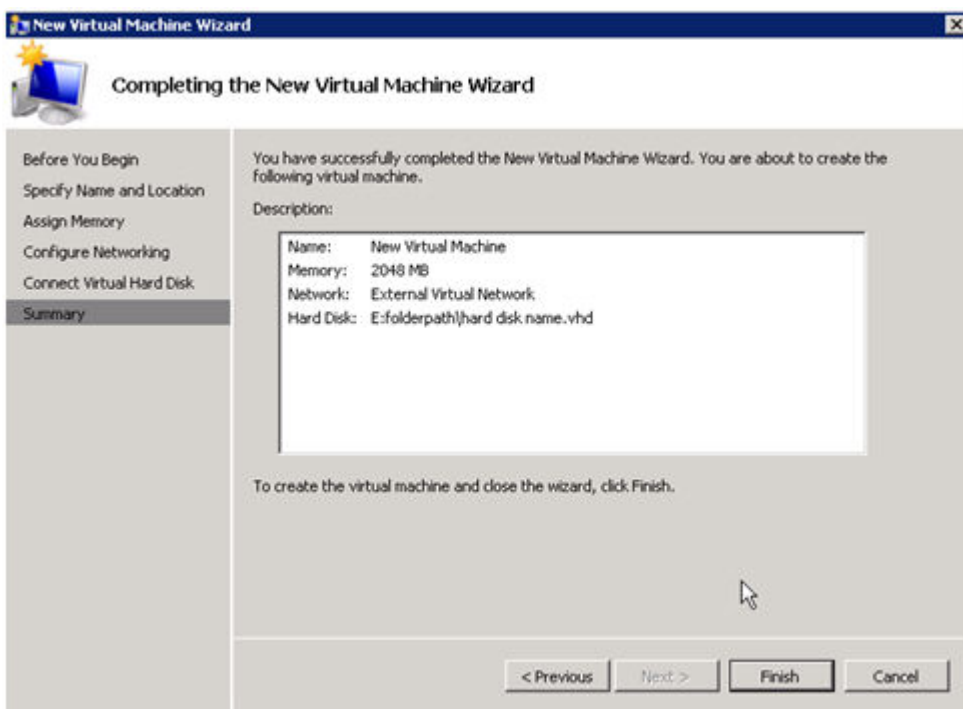 New Virtual Machine Wizard
Completing the New Virtual Machine Wizard
Before You Begin
Specify Name and Location
Assign Memory
Configure Networking
Connect Virtual Hard Disk
Summary
You have successfully completed the New Virtual Machine Wizard. You are about to create the
following virtual machine.
Description:
Name: New Virtual Machine
Memory: 2048 MB
Network: External Virtual Network
Hard Disk: E:folderpath\hard disk name.vhd
To create the virtual machine and close the wizard, click Finish.
< Previous
Next >
Finish
Cancel